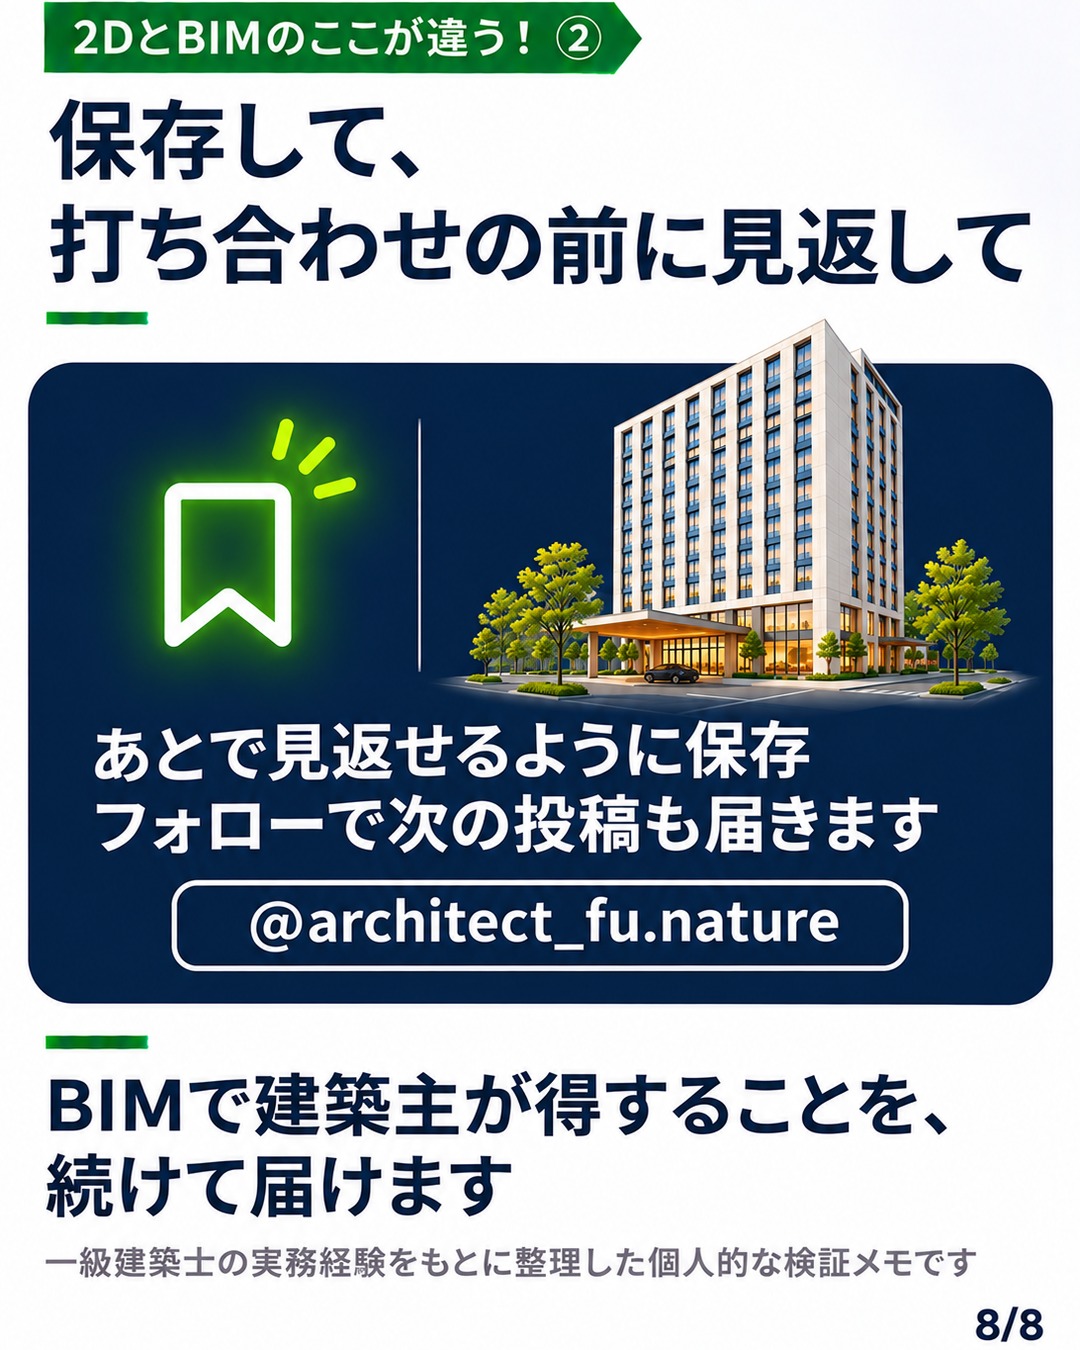 2DとBIMのここが違う！ ②
保存して、
打ち合わせの前に見返して
あとで見返せるように保存
フォローで次の投稿も届きます
@architect_fu.nature
BIMで建築主が得することを、
続けて届けます
一級建築士の実務経験をもとに整理した個人的な検証メモです
8/8